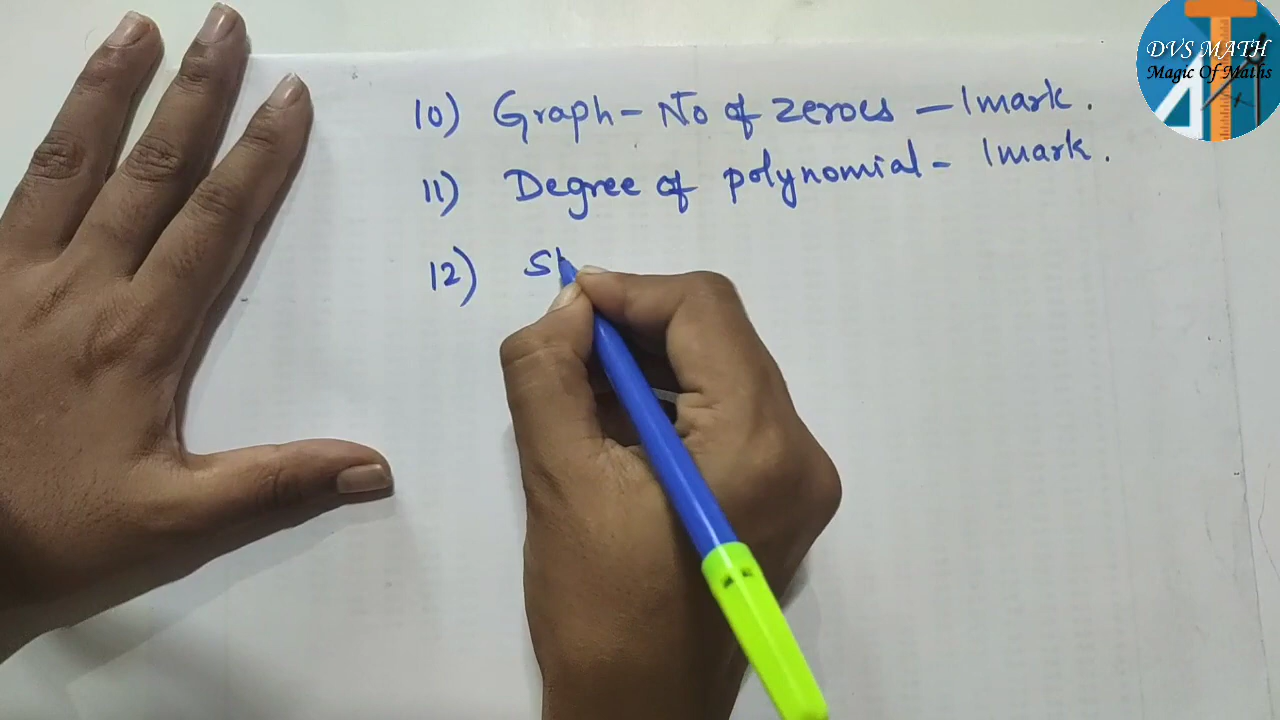 DVS MATH
Magic Of Maths
10) Graph - No of zeroes - 1mark.
11) Degree of polynomial - 1mark.
12)